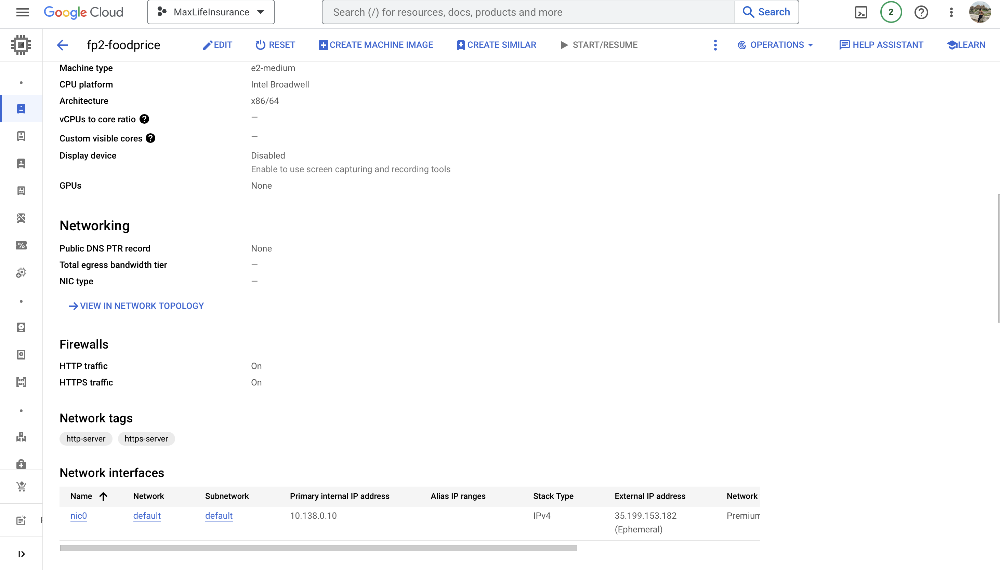 Google Cloud
MaxLifeInsurance
Search (/) for resources, docs, products and more
Search
2
fp2-foodprice
EDIT
RESET
CREATE MACHINE IMAGE
CREATE SIMILAR
START/RESUME
OPERATIONS
HELP ASSISTANT
LEARN
Machine type e2-medium
CPU platform Intel Broadwell
Architecture x86/64
vCPUs to core ratio —
Custom visible cores —
Display device Disabled
Enable to use screen capturing and recording tools
GPUs None
Networking
Public DNS PTR record None
Total egress bandwidth tier —
NIC type —
VIEW IN NETWORK TOPOLOGY
Firewalls
HTTP traffic On
HTTPS traffic On
Network tags
http-server https-server
Network interfaces
Name Network Subnetwork Primary internal IP address Alias IP ranges Stack Type External IP address Network
nic0 default default 10.138.0.10 IPv4 35.199.153.182 Premium
(Ephemeral)